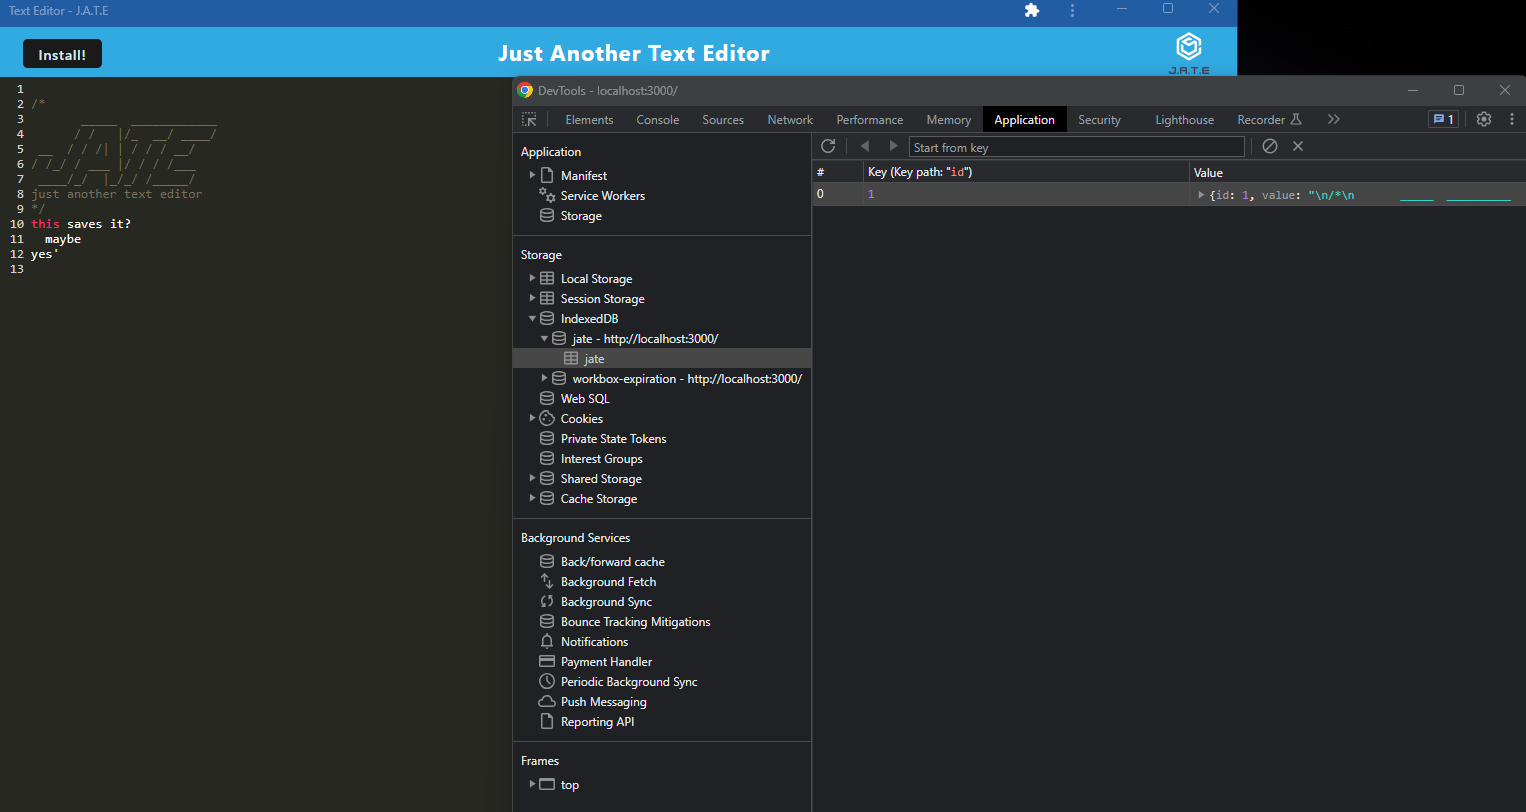 Text Editor - J.A.T.E
Install!
Just Another Text Editor
J.A.T.E
1
2 /*
3        _____  ____________
4       / /   |/_  __/ ____/
5  __  / / /| | / / / __/
6 / /_/ / ___ |/ / / /___
7  ____/_/  |_/_/ /_____/
8 just another text editor
9 */
10 this saves it?
11   maybe
12 yes'
13
DevTools - localhost:3000/
Elements Console Sources Network Performance Memory Application Security Lighthouse Recorder 1
Application
Manifest
Service Workers
Storage
Storage
Local Storage
Session Storage
IndexedDB
jate - http://localhost:3000/
jate
workbox-expiration - http://localhost:3000/
Web SQL
Cookies
Private State Tokens
Interest Groups
Shared Storage
Cache Storage
Background Services
Back/forward cache
Background Fetch
Background Sync
Bounce Tracking Mitigations
Notifications
Payment Handler
Periodic Background Sync
Push Messaging
Reporting API
Frames
top
Start from key
# Key (Key path: "id") Value
0 1 {id: 1, value: "\n/*\n       _____  ____________